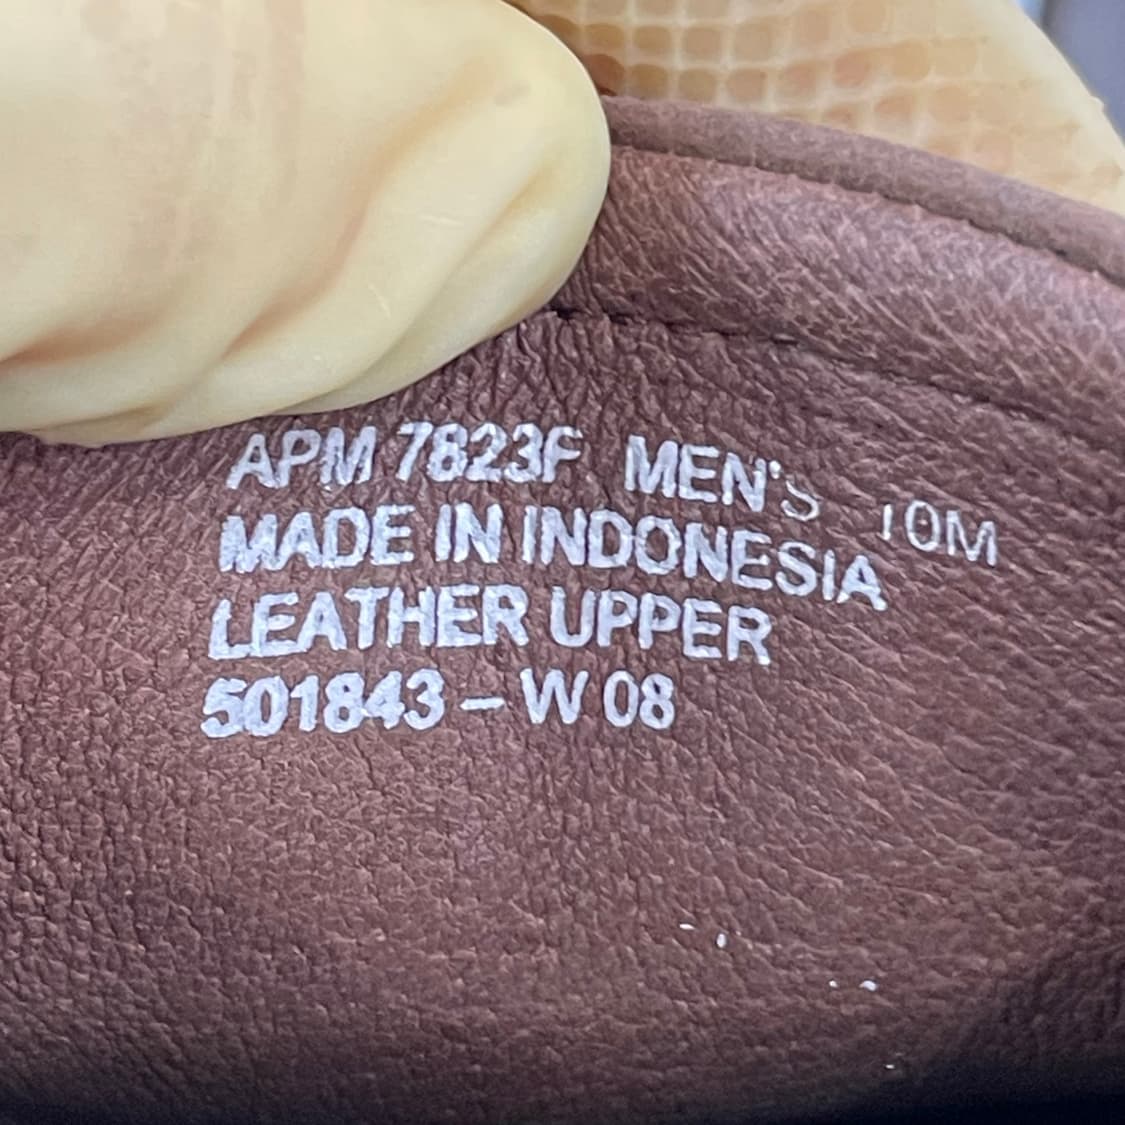 APM 7823F MEN'S 10M
MADE IN INDONESIA
LEATHER UPPER
501843 – W 08